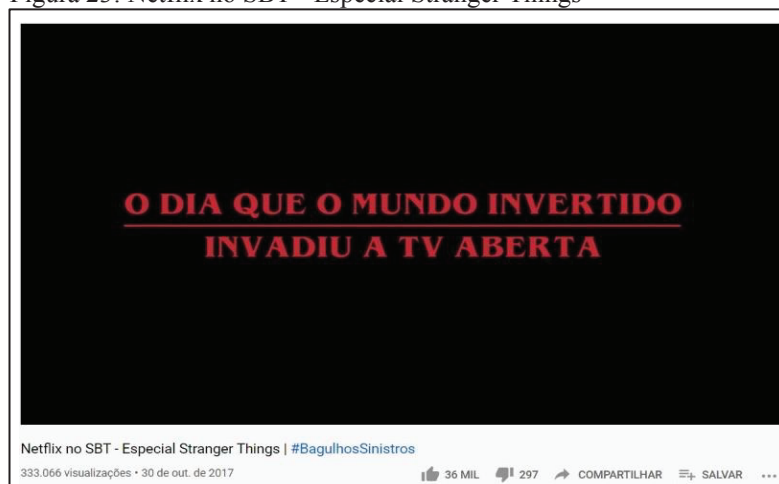 Figura 25: Netflix no SBT – Especial Stranger Things
O DIA QUE O MUNDO INVERTIDO
INVADIU A TV ABERTA
Netflix no SBT - Especial Stranger Things | #BagulhosSinistros
333.066 visualizações • 30 de out. de 2017
36 MIL 297 COMPARTILHAR SALVAR